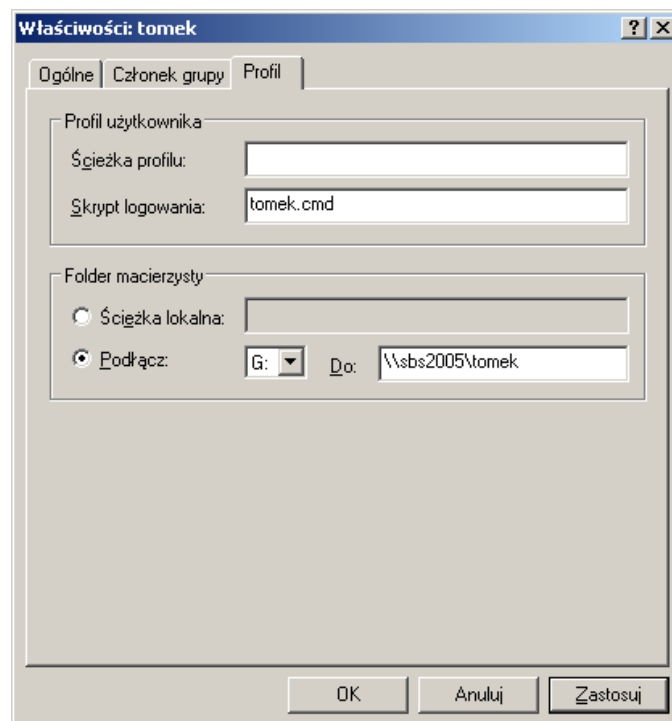 Właściwości: tomek
Ogólne Członek grupy Profil
Profil użytkownika
Ścieżka profilu:
Skrypt logowania: tomek.cmd
Folder macierzysty
Ścieżka lokalna:
Podłącz: G: Do: \\sbs2005\tomek
OK Anuluj Zastosuj